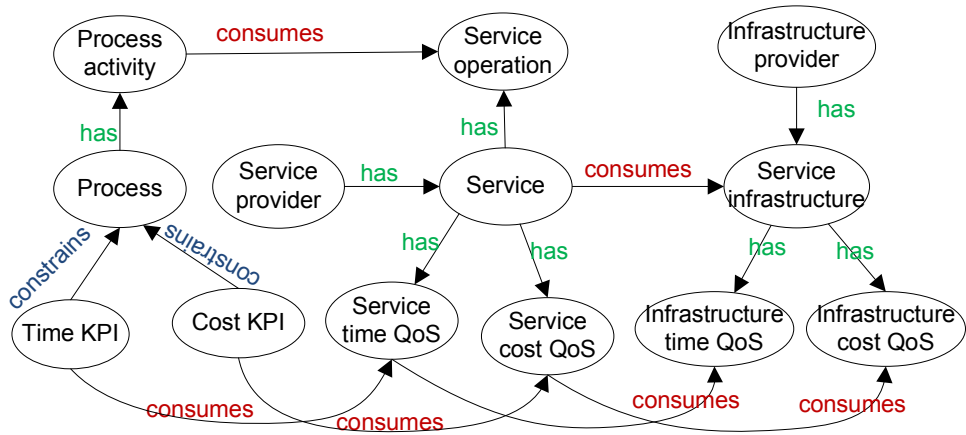 Process
activity
consumes
Service
operation
Infrastructure
provider
has
has
has
Process
Service
provider
has
Service
consumes
Service
infrastructure
constrains
constrains
has
has
has
has
Time KPI
Cost KPI
Service
time QoS
Service
cost QoS
Infrastructure
time QoS
Infrastructure
cost QoS
consumes
consumes
consumes
consumes